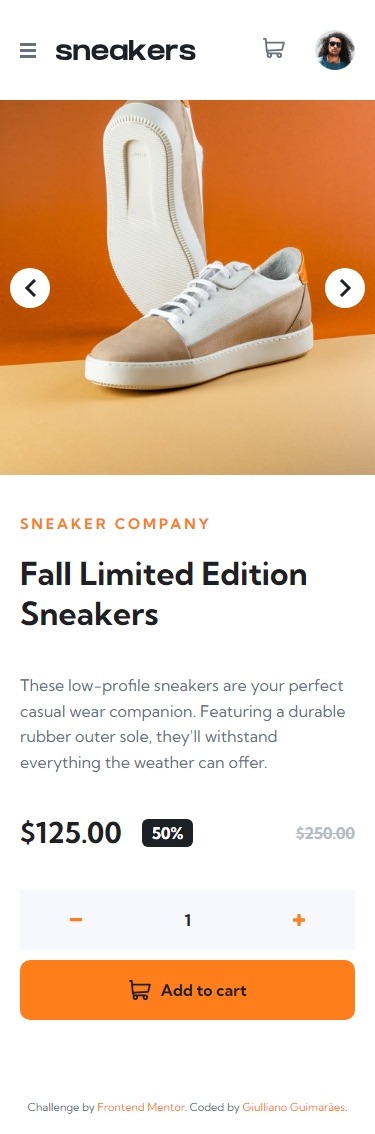 sneakers
SNEAKER COMPANY
Fall Limited Edition
Sneakers
These low-profile sneakers are your perfect
casual wear companion. Featuring a durable
rubber outer sole, they'll withstand
everything the weather can offer.
$125.00 50% $250.00
1
Add to cart
Challenge by Frontend Mentor. Coded by Giulliano Guimarães.